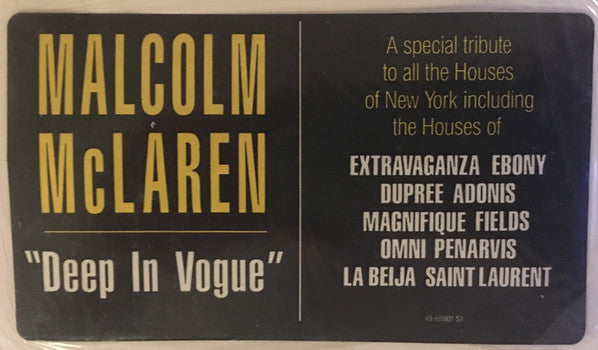 MALCOLM
McLAREN
"Deep In Vogue"
A special tribute
to all the Houses
of New York including
the Houses of
EXTRAVAGANZA EBONY
DUPREE ADONIS
MAGNIFIQUE FIELDS
OMNI PENARVIS
LA BEIJA SAINT LAURENT